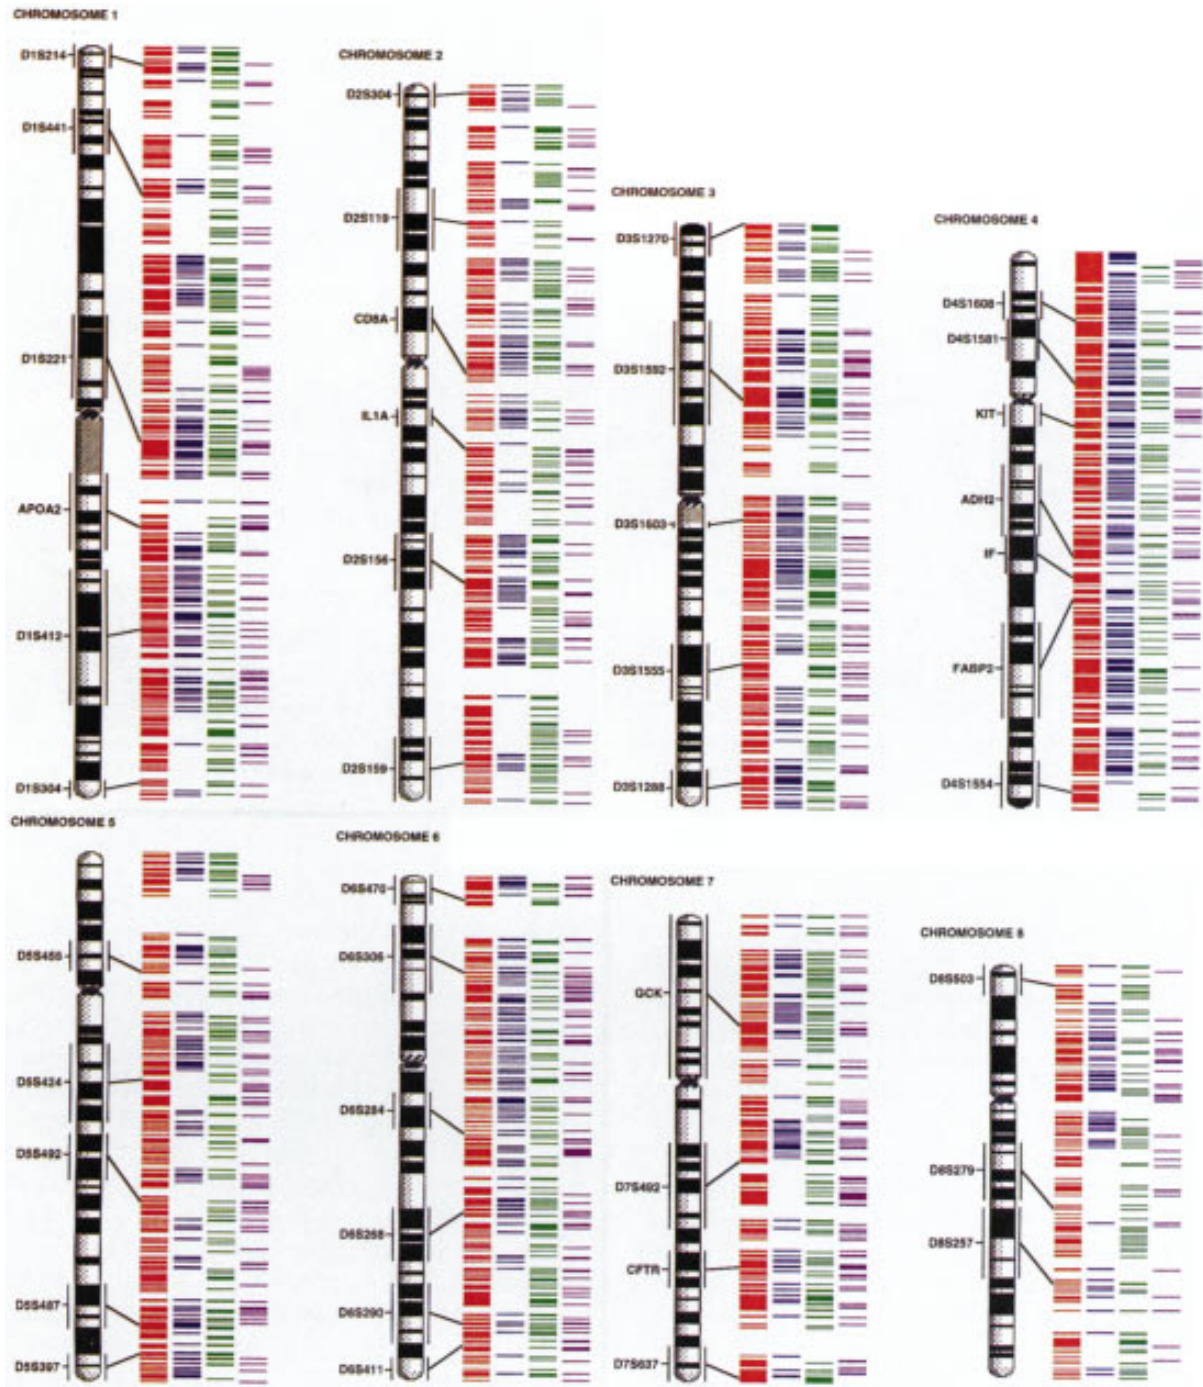 CHROMOSOME 1
D1S214
D1S441
D1S221
APOA2
D1S412
D1S304
CHROMOSOME 2
D2S304
D2S119
CD8A
IL1A
D2S156
D2S159
CHROMOSOME 3
D3S1270
D3S1592
D3S1603
D3S1555
D3S1288
CHROMOSOME 4
D4S1608
D4S1581
KIT
ADH2
IF
FABP2
D4S1554
CHROMOSOME 5
D5S455
D5S424
D5S492
D5S487
D5S397
CHROMOSOME 6
D6S470
D6S306
D6S284
D6S268
D6S290
D6S411
CHROMOSOME 7
GCK
D7S492
CFTR
D7S637
CHROMOSOME 8
D8S503
D8S279
D8S257